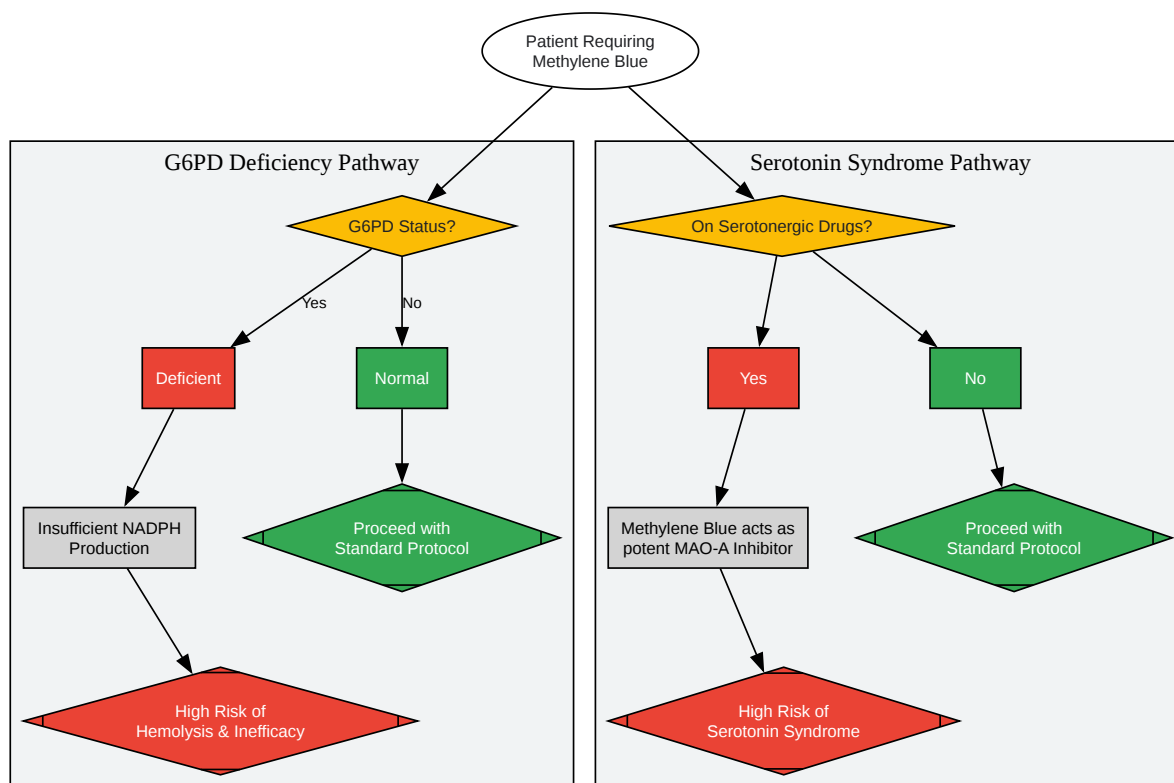 Patient Requiring
Methylene Blue
G6PD Deficiency Pathway
G6PD Status?
Yes
No
Deficient
Normal
Insufficient NADPH
Production
Proceed with
Standard Protocol
High Risk of
Hemolysis & Inefficacy
Serotonin Syndrome Pathway
On Serotonergic Drugs?
Yes
No
Methylene Blue acts as
potent MAO-A Inhibitor
Proceed with
Standard Protocol
High Risk of
Serotonin Syndrome